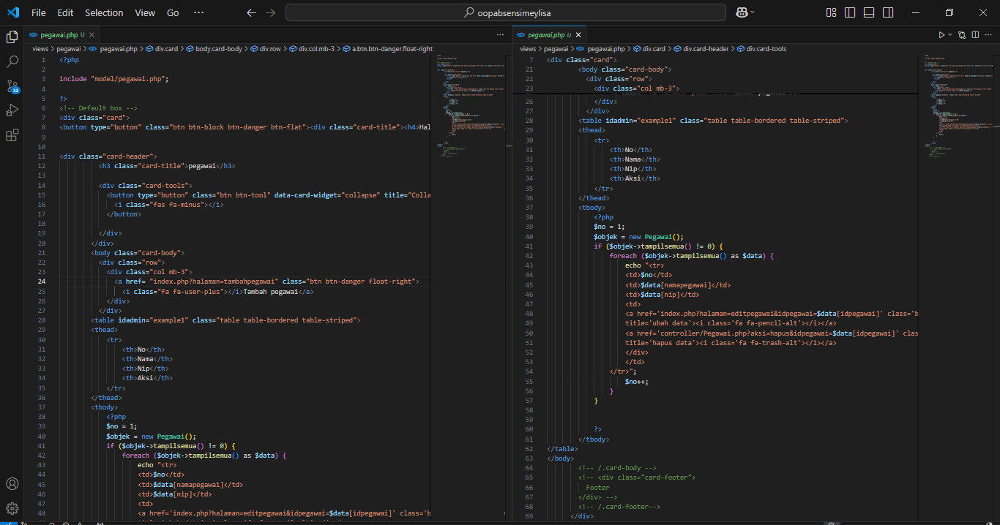 File Edit Selection View Go ··· oopabsensimeylisa
pegawai.php U
views > pegawai > pegawai.php > div.card > body.card-body > div.row > div.col.mb-3 > a.btn.btn-danger.float-right
1 <?php
2
3 include "model/pegawai.php";
4
5 ?>
6 <!-- Default box -->
7 <div class="card">
8 <button type="button" class="btn btn-block btn-danger btn-flat"><div class="card-title"><h4>Hal
9
10
11 <div class="card-header">
12 <h3 class="card-title">pegawai</h3>
13
14 <div class="card-tools">
15 <button type="button" class="btn btn-tool" data-card-widget="collapse" title="Colla
16 <i class="fas fa-minus"></i>
17 </button>
18
19 </div>
20 </div>
21 <body class="card-body">
22 <div class="row">
23 <div class="col mb-3">
24 <a href= "index.php?halaman=tambahpegawai" class="btn btn-danger float-right">
25 <i class="fa fa-user-plus"></i>Tambah pegawai</a>
26 </div>
27 </div>
28 <table idadmin="example1" class="table table-bordered table-striped">
29 <thead>
30 <tr>
31 <th>No</th>
32 <th>Nama</th>
33 <th>Nip</th>
34 <th>Aksi</th>
35 </tr>
36 </thead>
37 <tbody>
38 <?php
39 $no = 1;
40 $objek = new Pegawai();
41 if ($objek->tampilsemua() != 0) {
42 foreach ($objek->tampilsemua() as $data) {
43 echo "<tr>
44 <td>$no</td>
45 <td>$data[namapegawai]</td>
46 <td>$data[nip]</td>
47 <td>
48 <a href='index.php?halaman=editpegawai&idpegawai=$data[idpegawai]' class='b
32
pegawai.php U
views > pegawai > pegawai.php > div.card > div.card-header > div.card-tools
7 <div class="card">
21 <body class="card-body">
22 <div class="row">
23 <div class="col mb-3">
26 </div>
27 </div>
28 <table idadmin="example1" class="table table-bordered table-striped">
29 <thead>
30 <tr>
31 <th>No</th>
32 <th>Nama</th>
33 <th>Nip</th>
34 <th>Aksi</th>
35 </tr>
36 </thead>
37 <tbody>
38 <?php
39 $no = 1;
40 $objek = new Pegawai();
41 if ($objek->tampilsemua() != 0) {
42 foreach ($objek->tampilsemua() as $data) {
43 echo "<tr>
44 <td>$no</td>
45 <td>$data[namapegawai]</td>
46 <td>$data[nip]</td>
47 <td>
48 <a href='index.php?halaman=editpegawai&idpegawai=$data[idpegawai]' class='b
49 title='ubah data'><i class='fa fa-pencil-alt'></i></a>
50 <a href='controller/Pegawai.php?aksi=hapus&idpegawai=$data[idpegawai]' clas
51 title='hapus data'><i class='fa fa-trash-alt'></i></a>
52 </div>
53 </td>
54 </tr>";
55 $no++;
56 }
57 }
58
59
60 ?>
61 </tbody>
62 </table>
63 </body>
64 <!-- /.card-body -->
65 <!-- <div class="card-footer">
66 Footer
67 </div> -->
68 <!-- /.card-footer-->
69 </div>